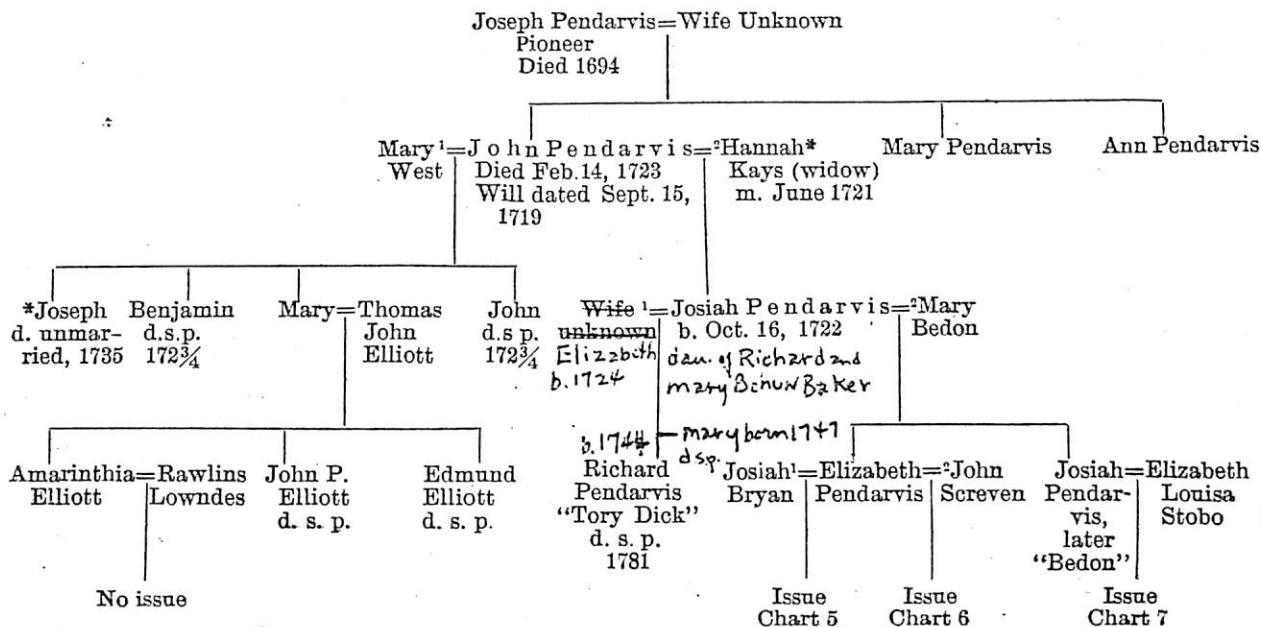 Joseph Pendarvis=Wife Unknown
Pioneer
Died 1694
Mary ¹=John Pendarvis=²Hannah* Mary Pendarvis Ann Pendarvis
West Died Feb. 14, 1723 Kays (widow)
Will dated Sept. 15, m. June 1721
1719
*Joseph Benjamin Mary=Thomas John Wife ¹=Josiah Pendarvis=²Mary
d. unmar- d.s.p. John d.s p. unknown b. Oct. 16, 1722 Bedon
ried, 1735 172¾ Elliott 172¾ Elizabeth dau. of Richard and
b. 1724 mary Baker
b. 1744 mary born 1747
d s p.
Amarinthia=Rawlins John P. Edmund Richard Josiah¹=Elizabeth=²John Josiah=Elizabeth
Elliott Lowndes Elliott Elliott Pendarvis Bryan Pendarvis Screven Pendar- Louisa
d. s. p. d. s. p. “Tory Dick” vis, Stobo
d. s. p. later
1781 “Bedon”
No issue Issue Issue Issue
Chart 5 Chart 6 Chart 7